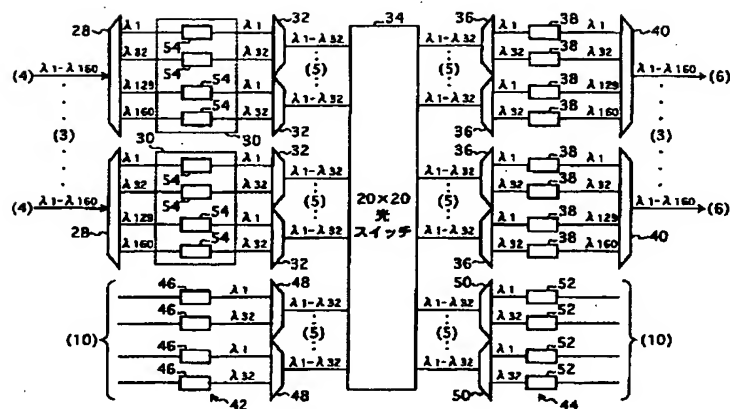 28 λ1 54 λ1 32 34 36 λ1 38 λ1 40
λ32 λ32 λ1-λ32 λ1-λ32 λ32 38 λ32
(4) λ1-λ160 54 (5) (5) λ1-λ160 (6)
λ129 54 λ1 λ1 38 λ129
λ160 54 λ32 λ1-λ32 λ1-λ32 λ32 38 λ160
(3) 30 30 32 36 (3)
λ1 λ1 32 36 λ1 38 λ1
54
λ32 λ32 λ1-λ32 λ1-λ32 λ32 38 λ32
54
(4) λ1-λ160 λ129 54 λ1 (5) 20×20 (5) λ1 38 λ129 λ1-λ160 (6)
光
28 λ160 54 λ32 λ1-λ32 スイッチ λ1-λ32 λ32 38 λ160 40
32 36
46 λ1 48 50 λ1 52
46 λ32 λ1-λ32 λ1-λ32 λ32 52
(10) (5) (5) (10)
46 λ1 λ1 52
46 λ32 λ1-λ32 λ1-λ32 λ32 52
42 48 50 44